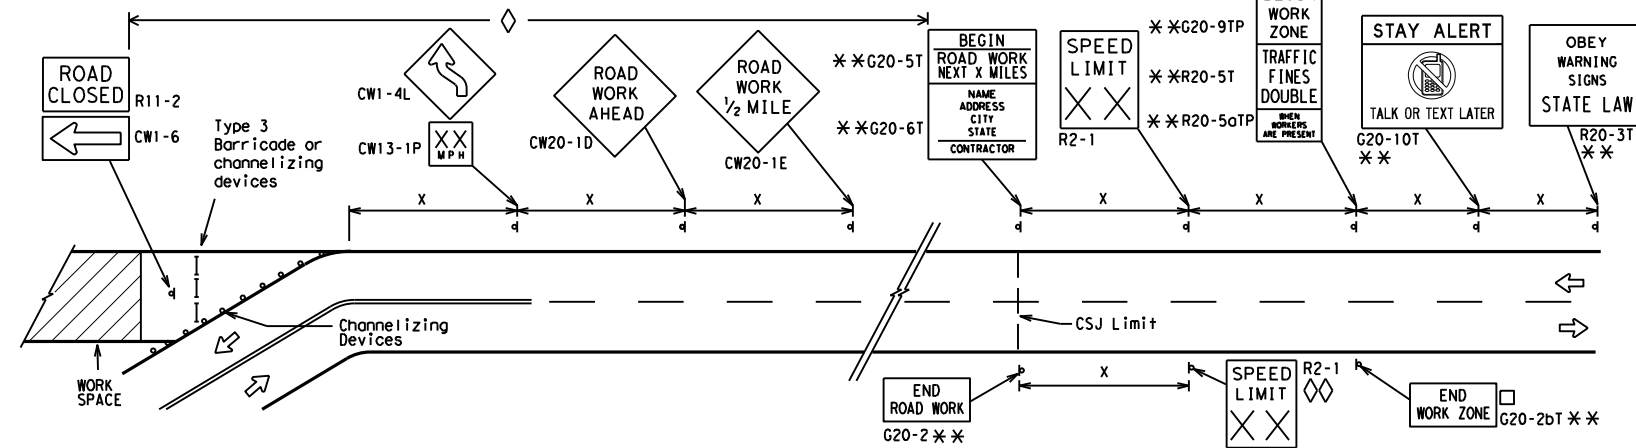 ROAD
CLOSED
R11-2
CW1-6
Type 3
Barricade or
channelizing
devices
CW1-4L
XX
MPH
CW13-1P
ROAD
WORK
AHEAD
CW20-1D
ROAD
WORK
1/2 MILE
CW20-1E
* *G20-5T
* *G20-6T
BEGIN
ROAD WORK
NEXT X MILES
NAME
ADDRESS
CITY
STATE
CONTRACTOR
SPEED
LIMIT
XX
R2-1
* *G20-9TP
* *R20-5T
* *R20-5aTP
WORK
ZONE
TRAFFIC
FINES
DOUBLE
WHEN
WORKERS
ARE PRESENT
STAY ALERT
TALK OR TEXT LATER
G20-10T
* *
OBEY
WARNING
SIGNS
STATE LAW
R20-3T
* *
X
X
X
X
X
X
X
Channelizing
Devices
CSJ Limit
WORK
SPACE
END
ROAD WORK
G20-2 * *
X
SPEED
LIMIT
XX
R2-1
END
WORK ZONE
G20-2bT * *